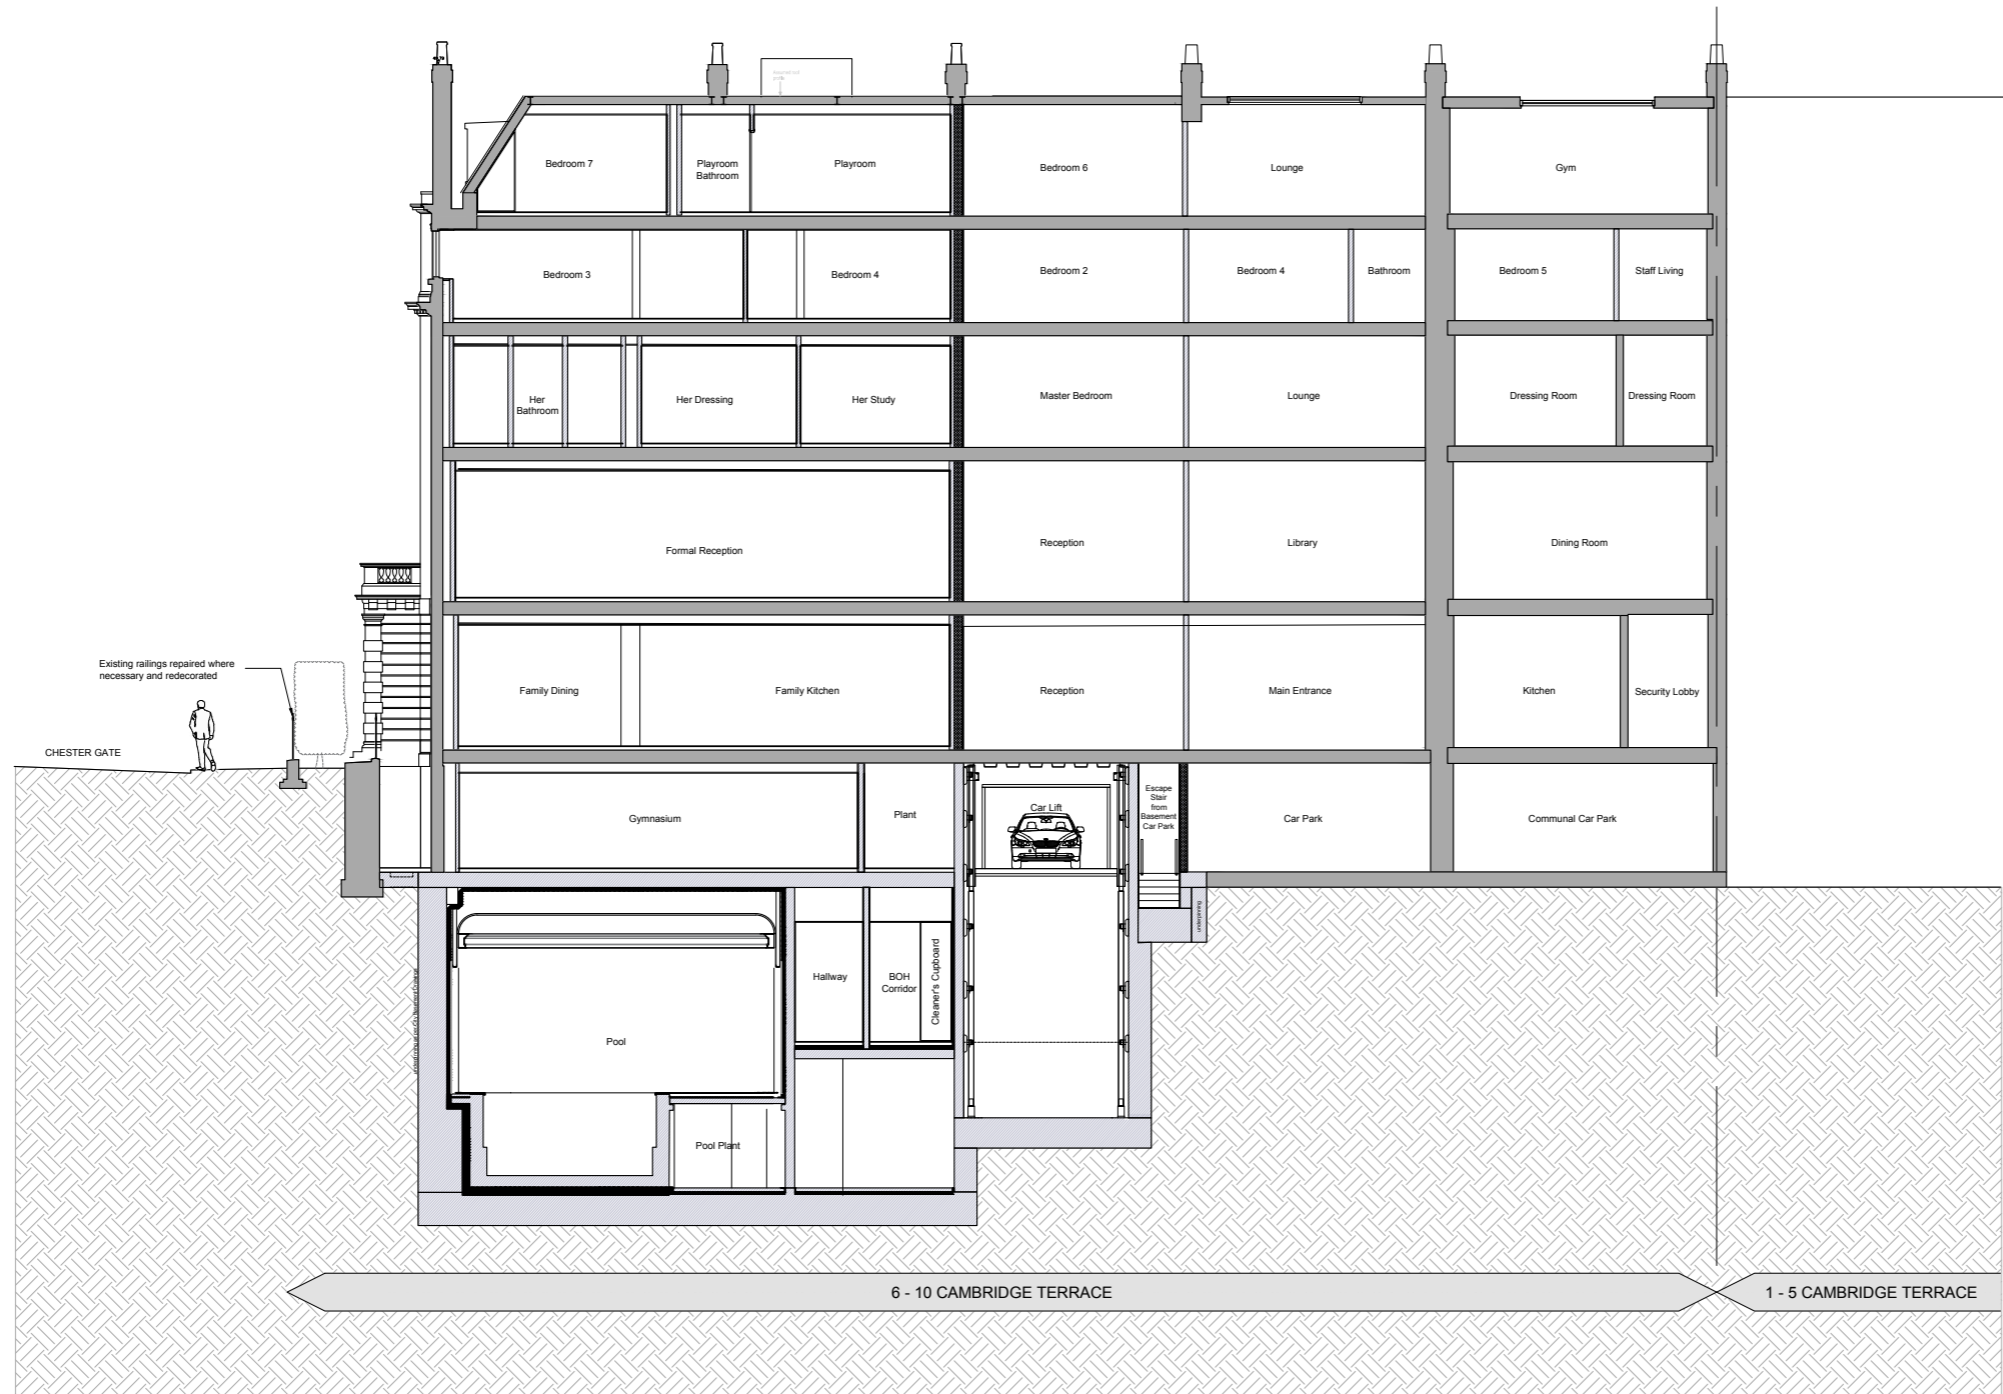 Bedroom 7
Playroom
Bathroom
Playroom
Bedroom 6
Lounge
Gym
Bedroom 3
Bedroom 4
Bedroom 2
Bedroom 4
Bathroom
Bedroom 5
Staff Living
Her
Bathroom
Her Dressing
Her Study
Master Bedroom
Lounge
Dressing Room
Dressing Room
Formal Reception
Reception
Library
Dining Room
Existing railings repaired where
necessary and redecorated
Family Dining
Family Kitchen
Reception
Main Entrance
Kitchen
Security Lobby
CHESTER GATE
Gymnasium
Plant
Car Lift
Escape
Stair
from
Basement
Car Park
Car Park
Communal Car Park
underpinning
Hallway
BOH
Corridor
Cleaner's Cupboard
Pool
Pool Plant
6 - 10 CAMBRIDGE TERRACE
1 - 5 CAMBRIDGE TERRACE